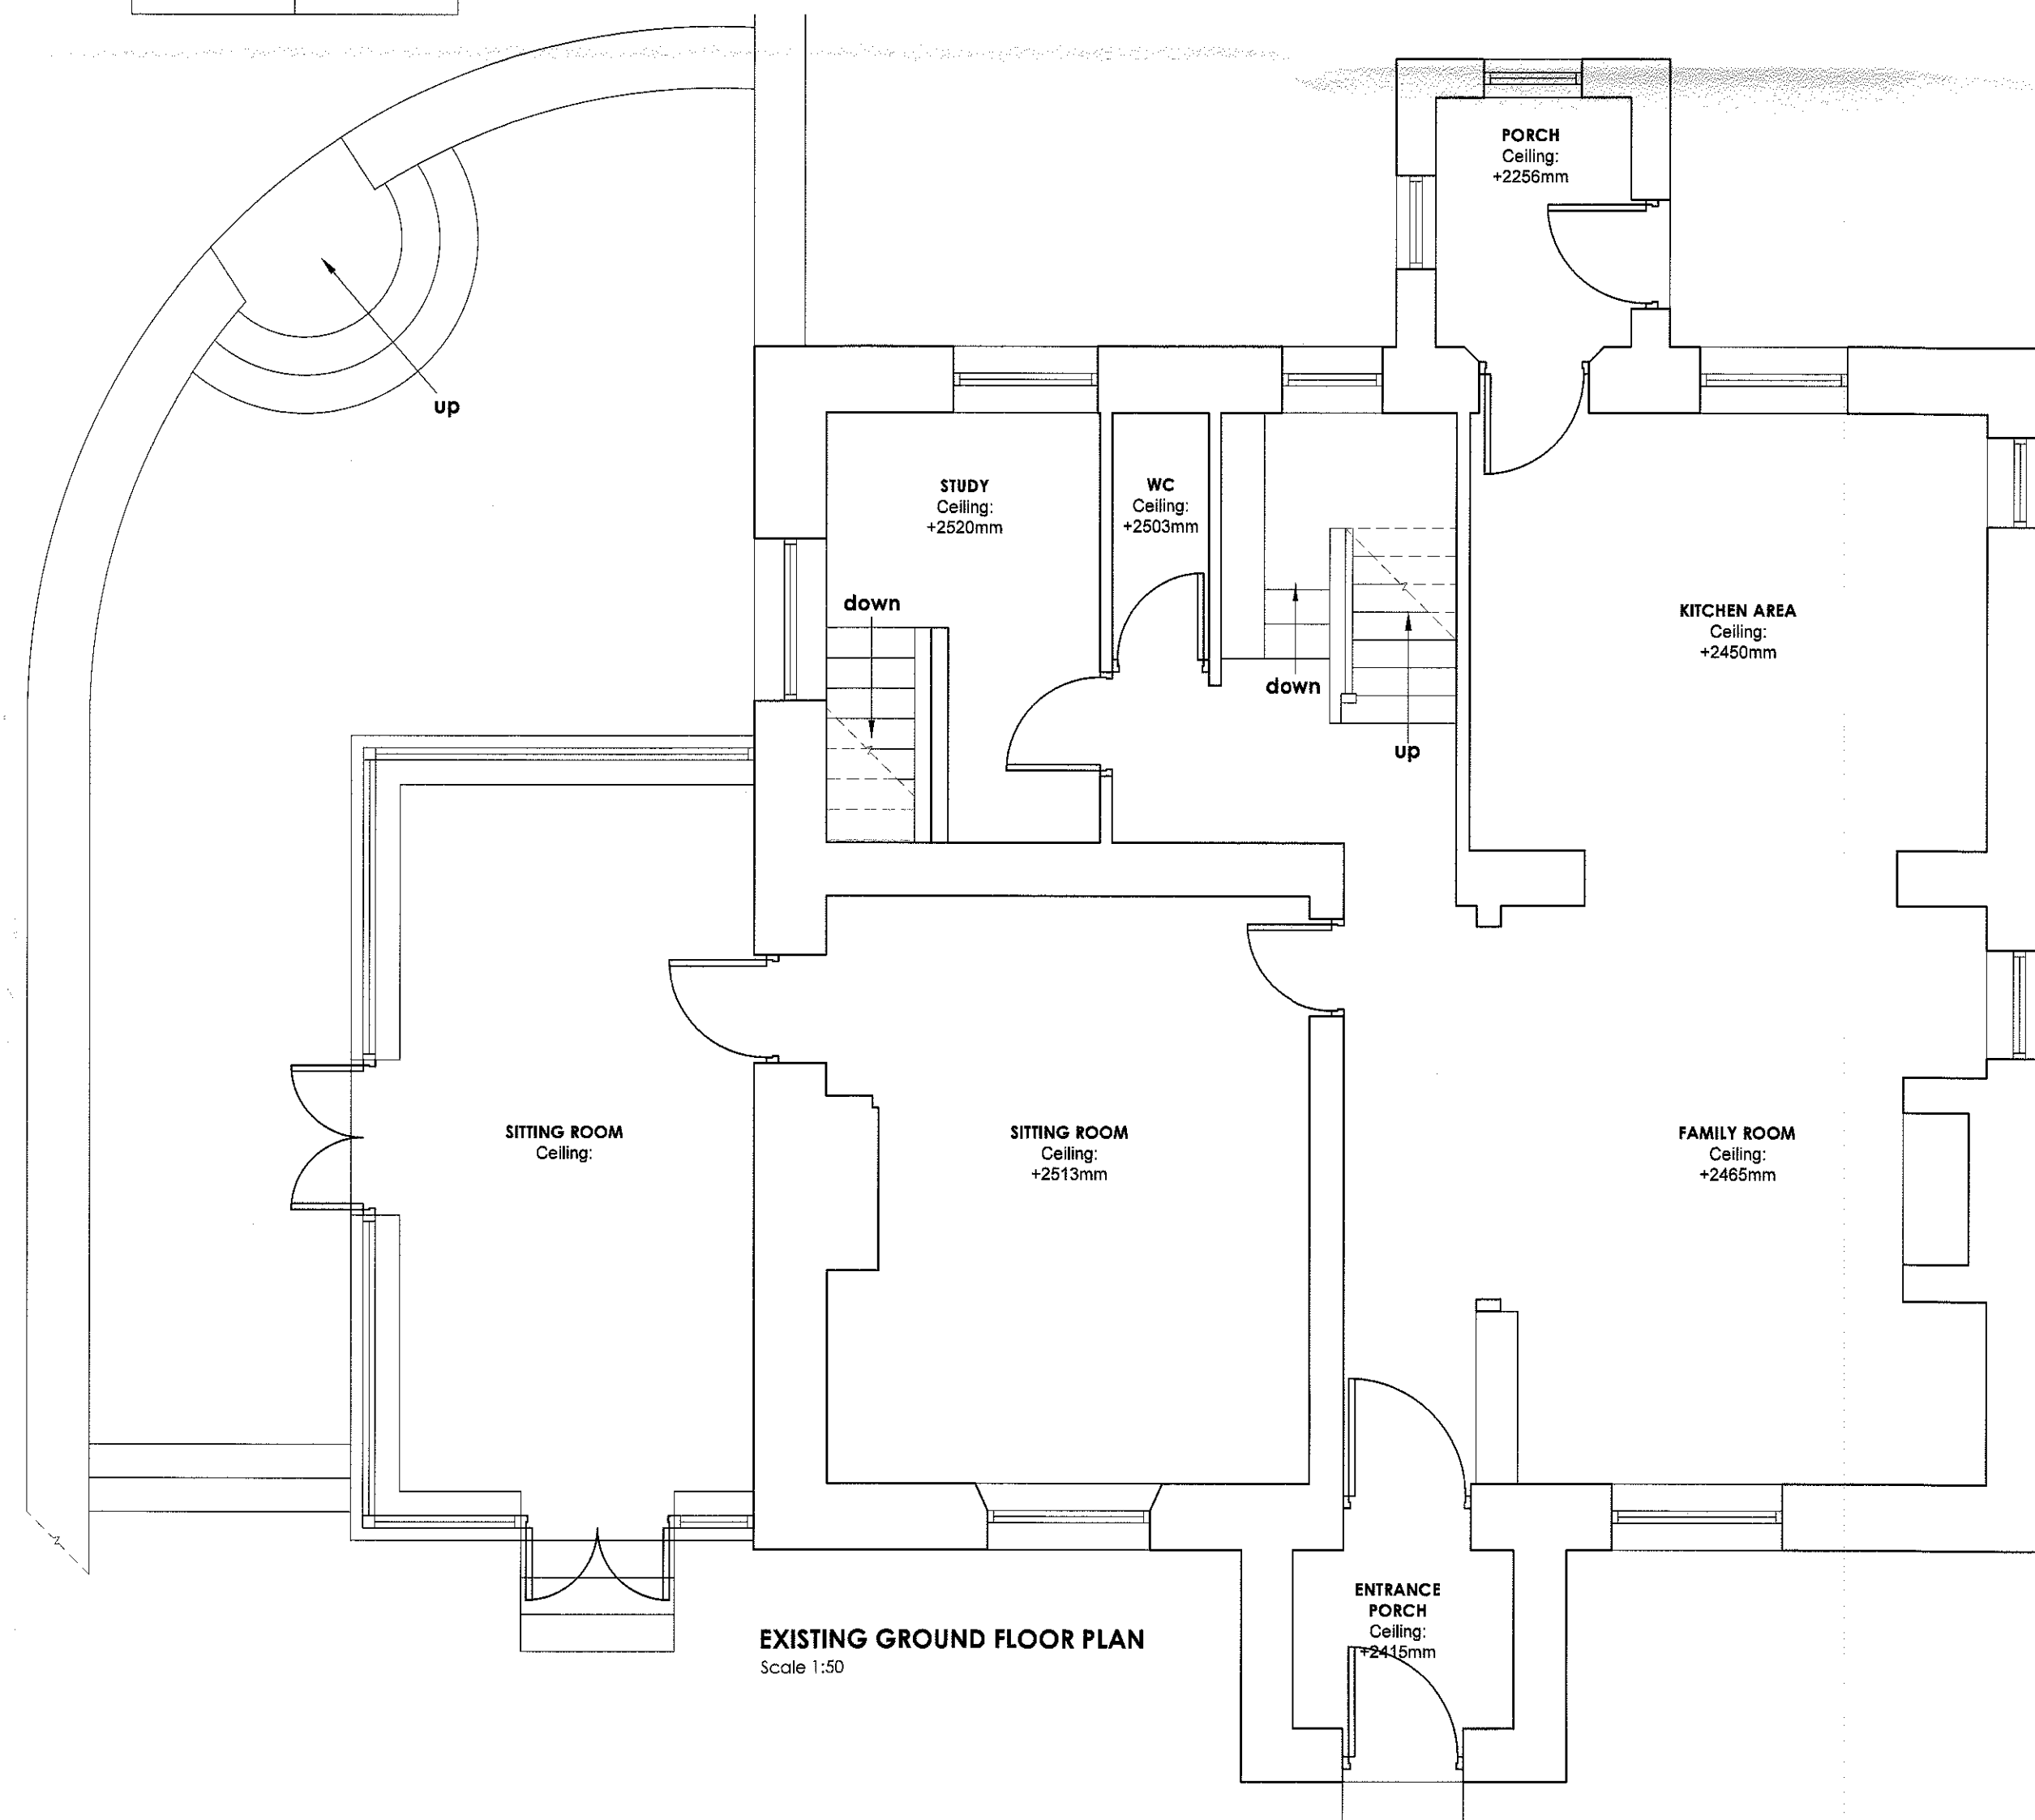 PORCH
Ceiling:
+2256mm
up
STUDY
Ceiling:
+2520mm
WC
Ceiling:
+2503mm
down
down
up
KITCHEN AREA
Ceiling:
+2450mm
SITTING ROOM
Ceiling:
SITTING ROOM
Ceiling:
+2513mm
FAMILY ROOM
Ceiling:
+2465mm
ENTRANCE
PORCH
Ceiling:
+2415mm
EXISTING GROUND FLOOR PLAN
Scale 1:50